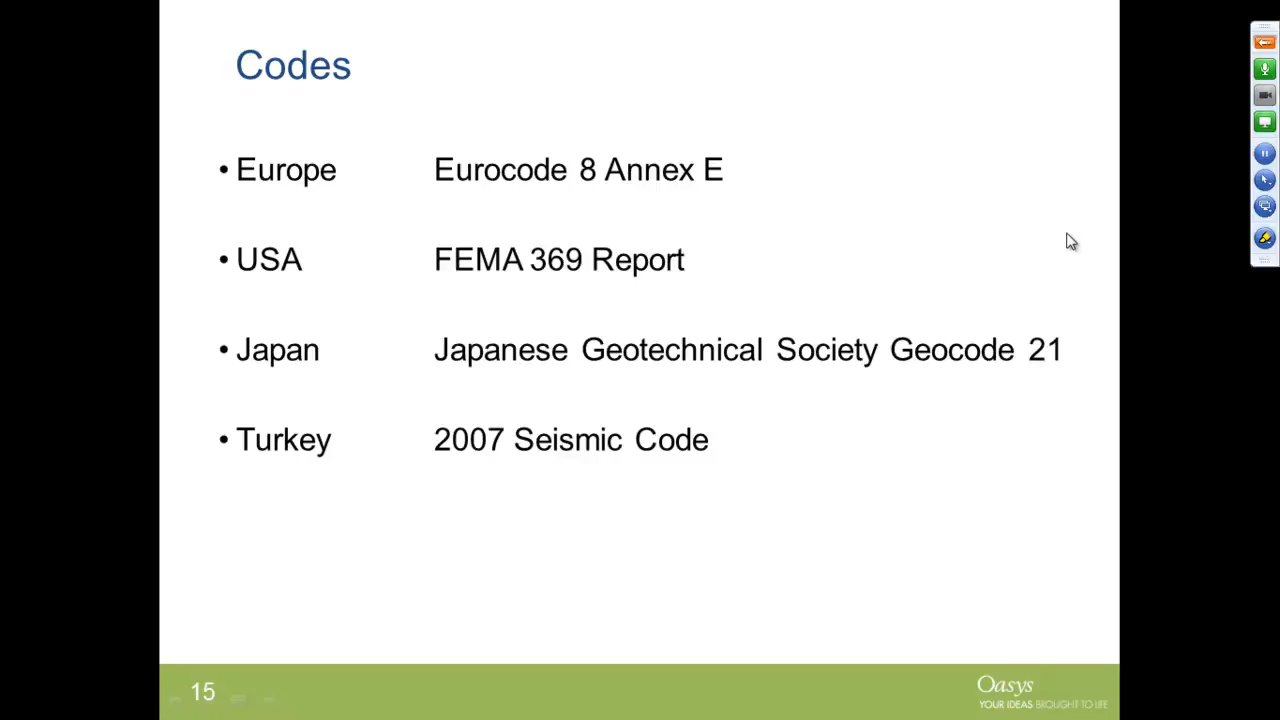 Codes
• Europe Eurocode 8 Annex E
• USA FEMA 369 Report
• Japan Japanese Geotechnical Society Geocode 21
• Turkey 2007 Seismic Code
15
Oasys
YOUR IDEAS BROUGHT TO LIFE